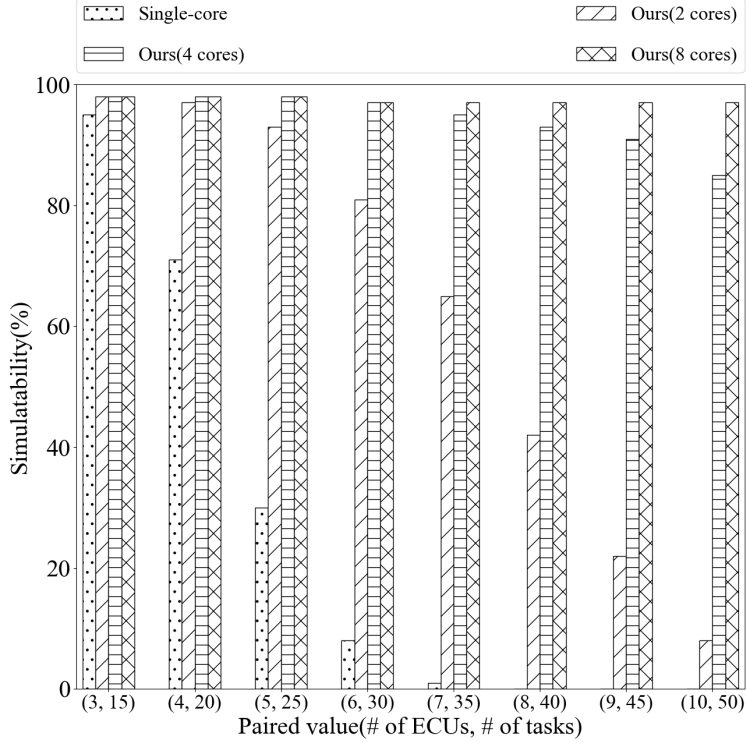 Single-core
Ours(2 cores)
Ours(4 cores)
Ours(8 cores)
100
80
60
40
20
0
Simulatability(%)
(3, 15)
(4, 20)
(5, 25)
(6, 30)
(7, 35)
(8, 40)
(9, 45)
(10, 50)
Paired value(# of ECUs, # of tasks)